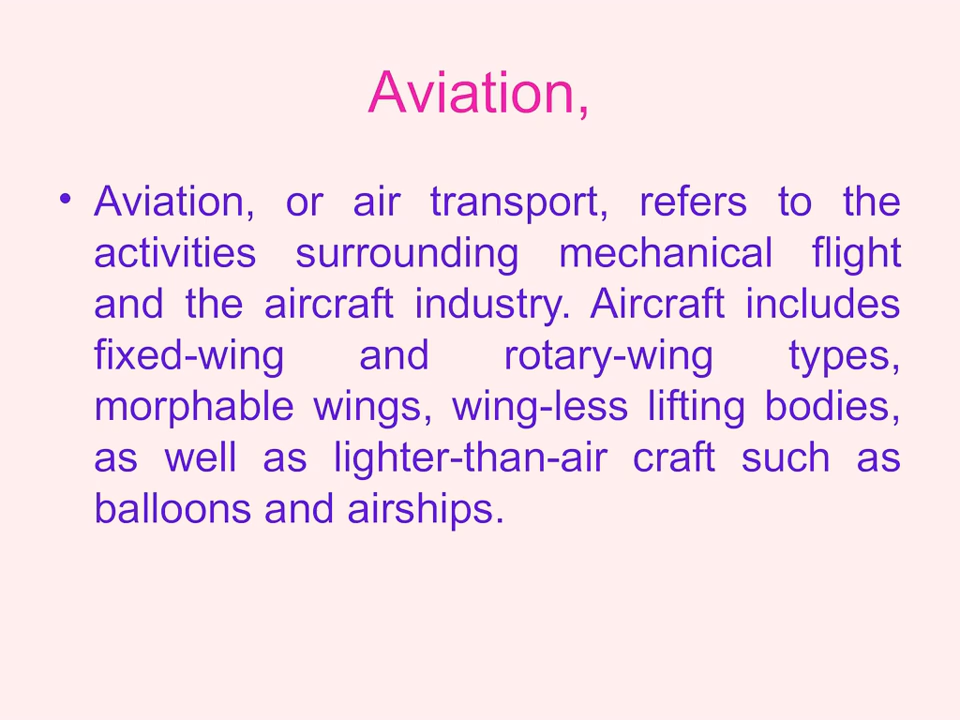 Aviation,
• Aviation, or air transport, refers to the
activities surrounding mechanical flight
and the aircraft industry. Aircraft includes
fixed-wing and rotary-wing types,
morphable wings, wing-less lifting bodies,
as well as lighter-than-air craft such as
balloons and airships.